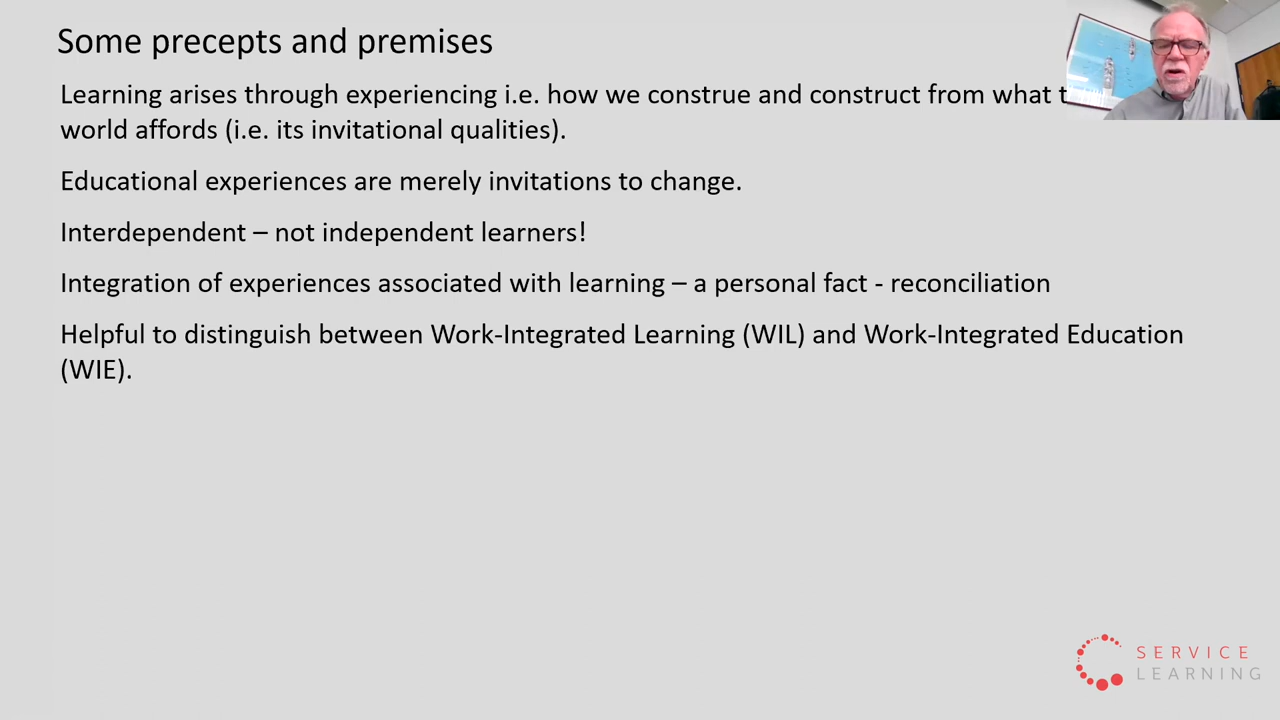 Some precepts and premises
Learning arises through experiencing i.e. how we construe and construct from what
world affords (i.e. its invitational qualities).
Educational experiences are merely invitations to change.
Interdependent – not independent learners!
Integration of experiences associated with learning – a personal fact - reconciliation
Helpful to distinguish between Work-Integrated Learning (WIL) and Work-Integrated Education
(WIE).
SERVICE
LEARNING